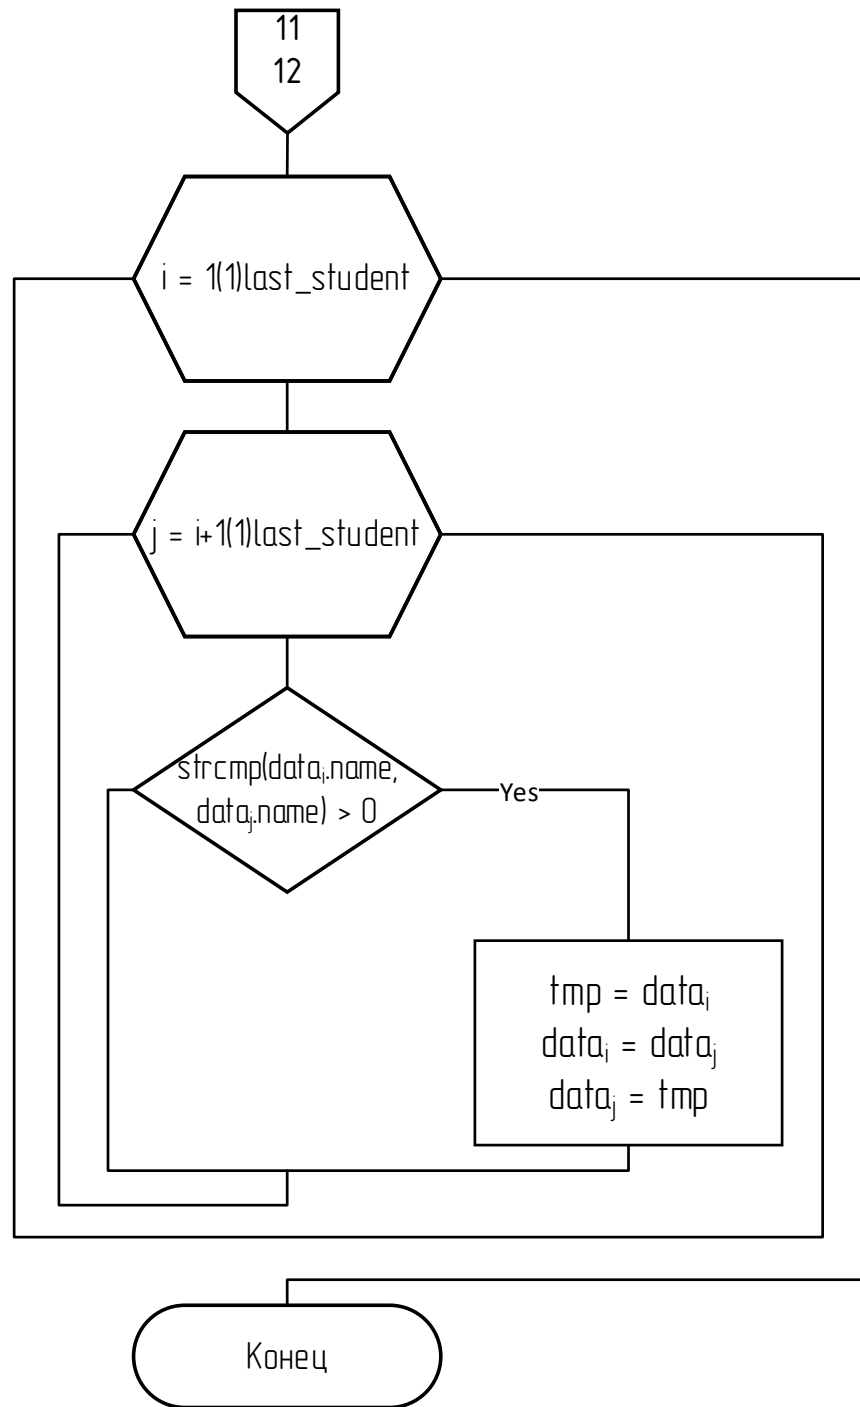 11
12
i = 1(1)last_student
j = i+1(1)last_student
strcmp(dataᵢ.name,
dataⱼ.name) > 0
Yes
tmp = dataᵢ
dataᵢ = dataⱼ
dataⱼ = tmp
Конец